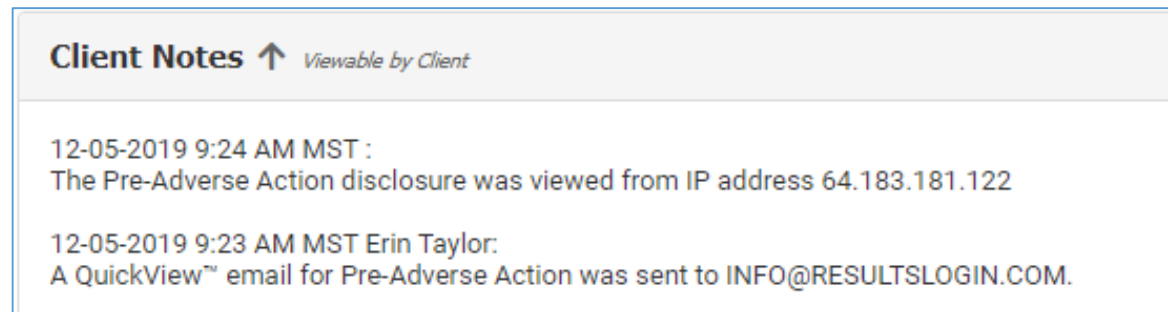 Client Notes ↑ Viewable by Client
12-05-2019 9:24 AM MST :
The Pre-Adverse Action disclosure was viewed from IP address 64.183.181.122
12-05-2019 9:23 AM MST Erin Taylor:
A QuickView™ email for Pre-Adverse Action was sent to INFO@RESULTSLOGIN.COM.